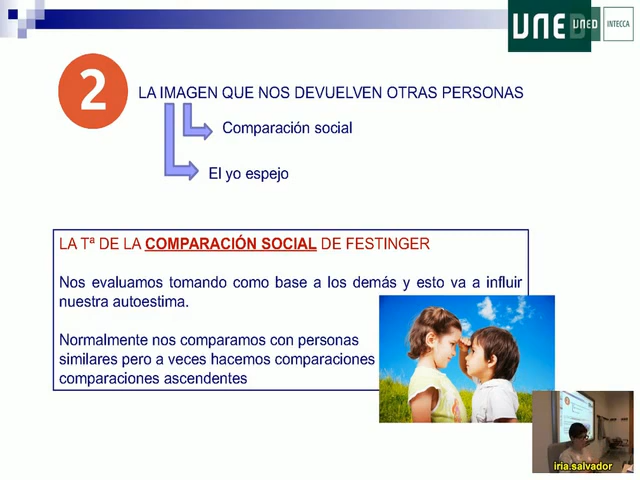 UNED
UNED
INTECCA
2
LA IMAGEN QUE NOS DEVUELVEN OTRAS PERSONAS
Comparación social
El yo espejo
LA Tª DE LA COMPARACIÓN SOCIAL DE FESTINGER
Nos evaluamos tomando como base a los demás y esto va a influir
nuestra autoestima.
Normalmente nos comparamos con personas
similares pero a veces hacemos comparaciones
comparaciones ascendentes
iria.salvador